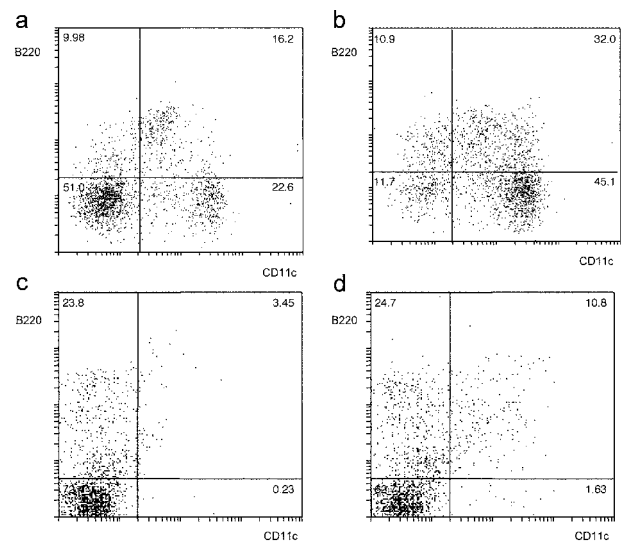 a
9.98
16.2
B220
51.0
22.6
CD11c
b
10.9
32.0
B220
11.7
45.1
CD11c
c
23.8
3.45
B220
0.23
CD11c
d
24.7
10.8
B220
1.63
CD11c